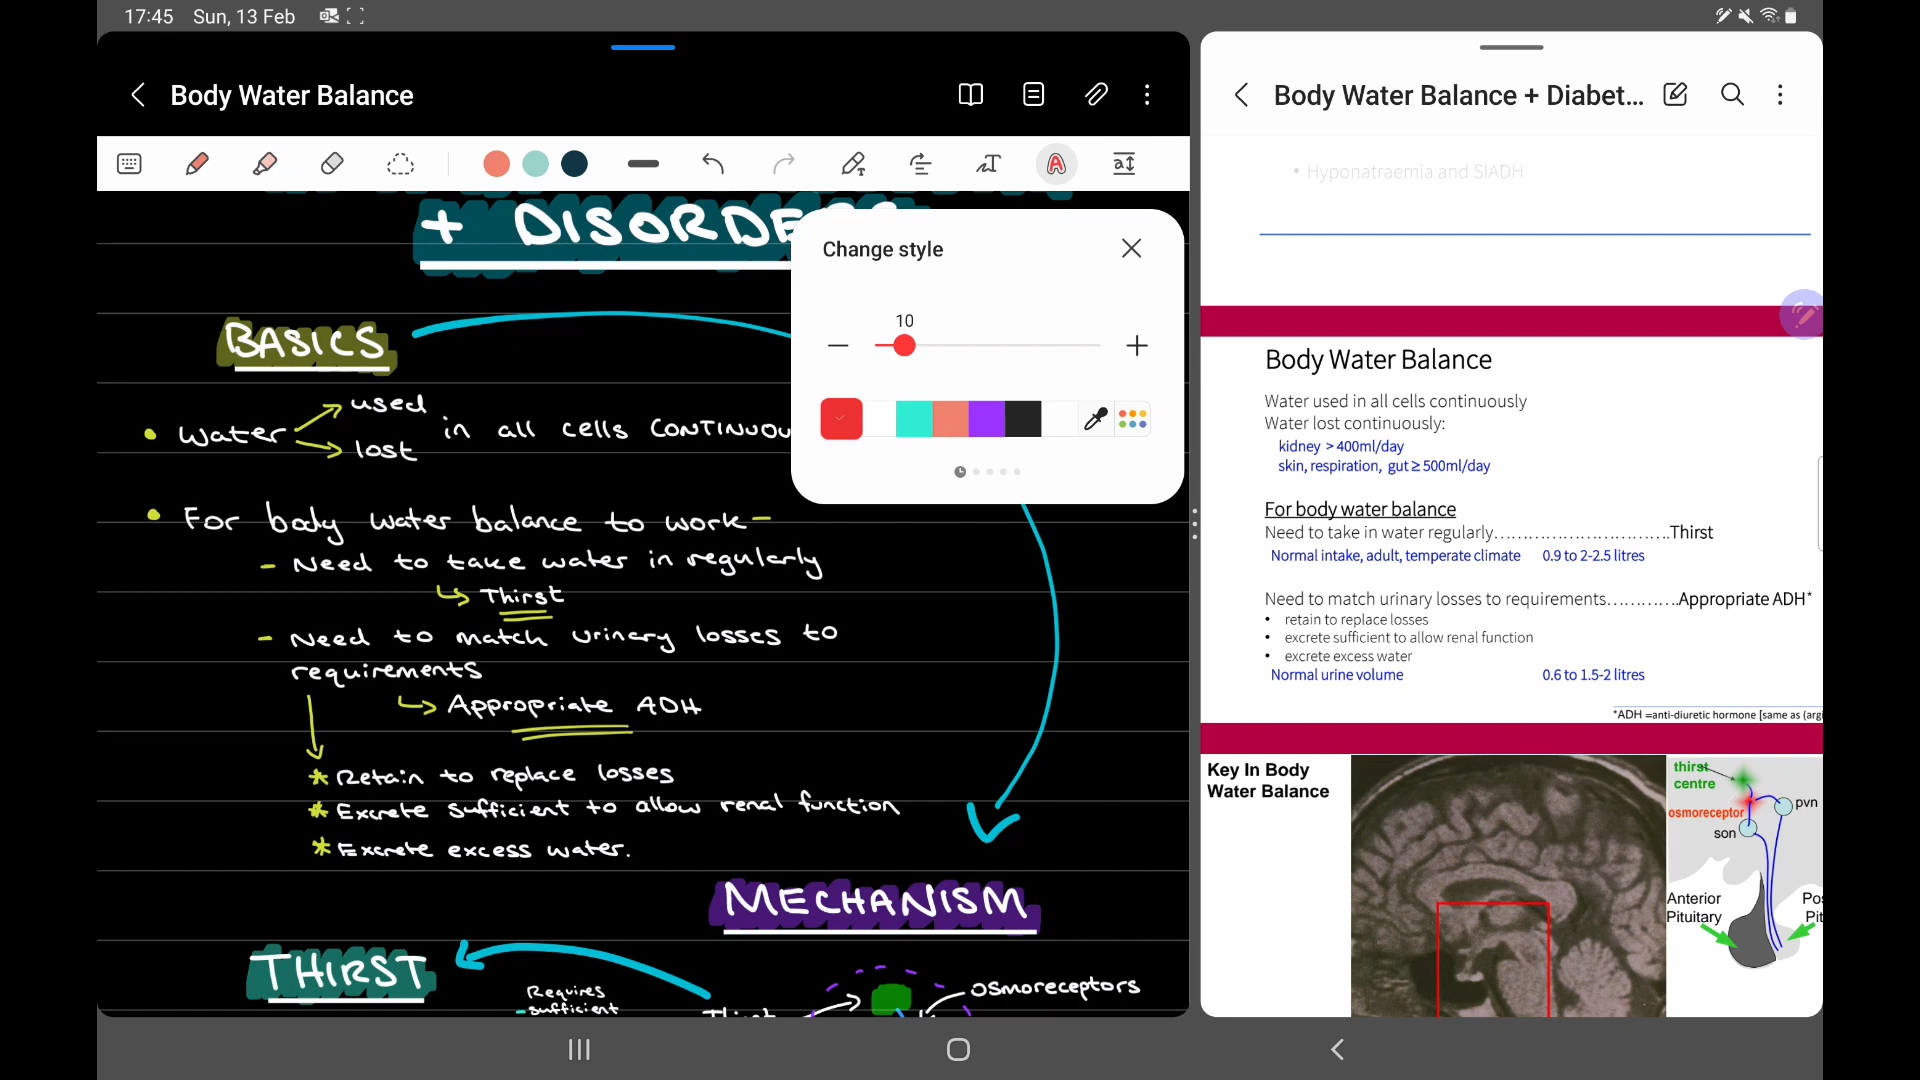 17:45 Sun, 13 Feb
Body Water Balance
+ DISORDE
Change style
10
BASICS
• Water used
lost
in all cells CONTINUOU
• For body water balance to work -
- Need to take water in regularly
Thirst
- Need to match urinary losses to
requirements
Appropriate ADH
* Retain to replace losses
* Excrete sufficient to allow renal function
* Excrete excess water.
MECHANISM
THIRST
Requires
- sufficient
Thirst
osmoreceptors
Body Water Balance + Diabet...
• Hyponatraemia and SIADH
Body Water Balance
Water used in all cells continuously
Water lost continuously:
kidney >400ml/day
skin, respiration, gut ≥ 500ml/day
For body water balance
Need to take in water regularly..............................Thirst
Normal intake, adult, temperate climate 0.9 to 2-2.5 litres
Need to match urinary losses to requirements............Appropriate ADH*
• retain to replace losses
• excrete sufficient to allow renal function
• excrete excess water
Normal urine volume 0.6 to 1.5-2 litres
*ADH =anti-diuretic hormone [same as (argi
Key In Body
Water Balance
thirst
centre
osmoreceptor
pvn
son
Anterior
Pituitary
Pos
Pit